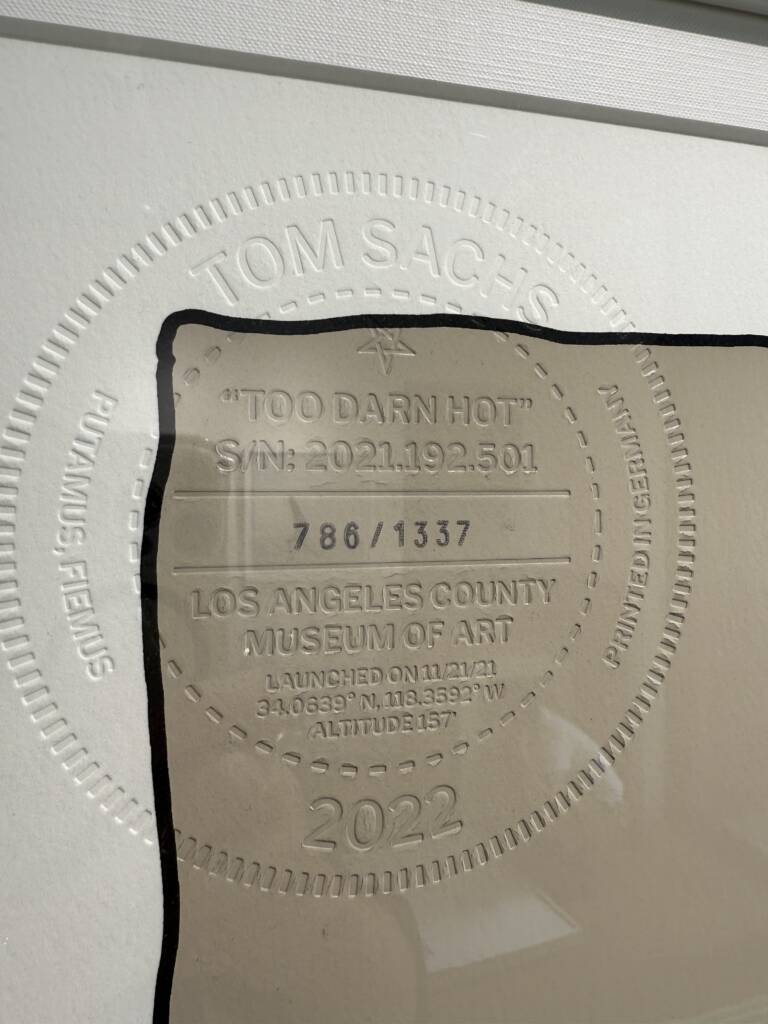 TOM SACHS
"TOO DARN HOT"
S/N: 2021.192.501
786/1337
LOS ANGELES COUNTY
MUSEUM OF ART
LAUNCHED ON 11/21/21
34.0639° N, 118.3592° W
ALTITUDE 157'
2022
PUTAMUS, FIEMUS
PRINTED IN GERMANY